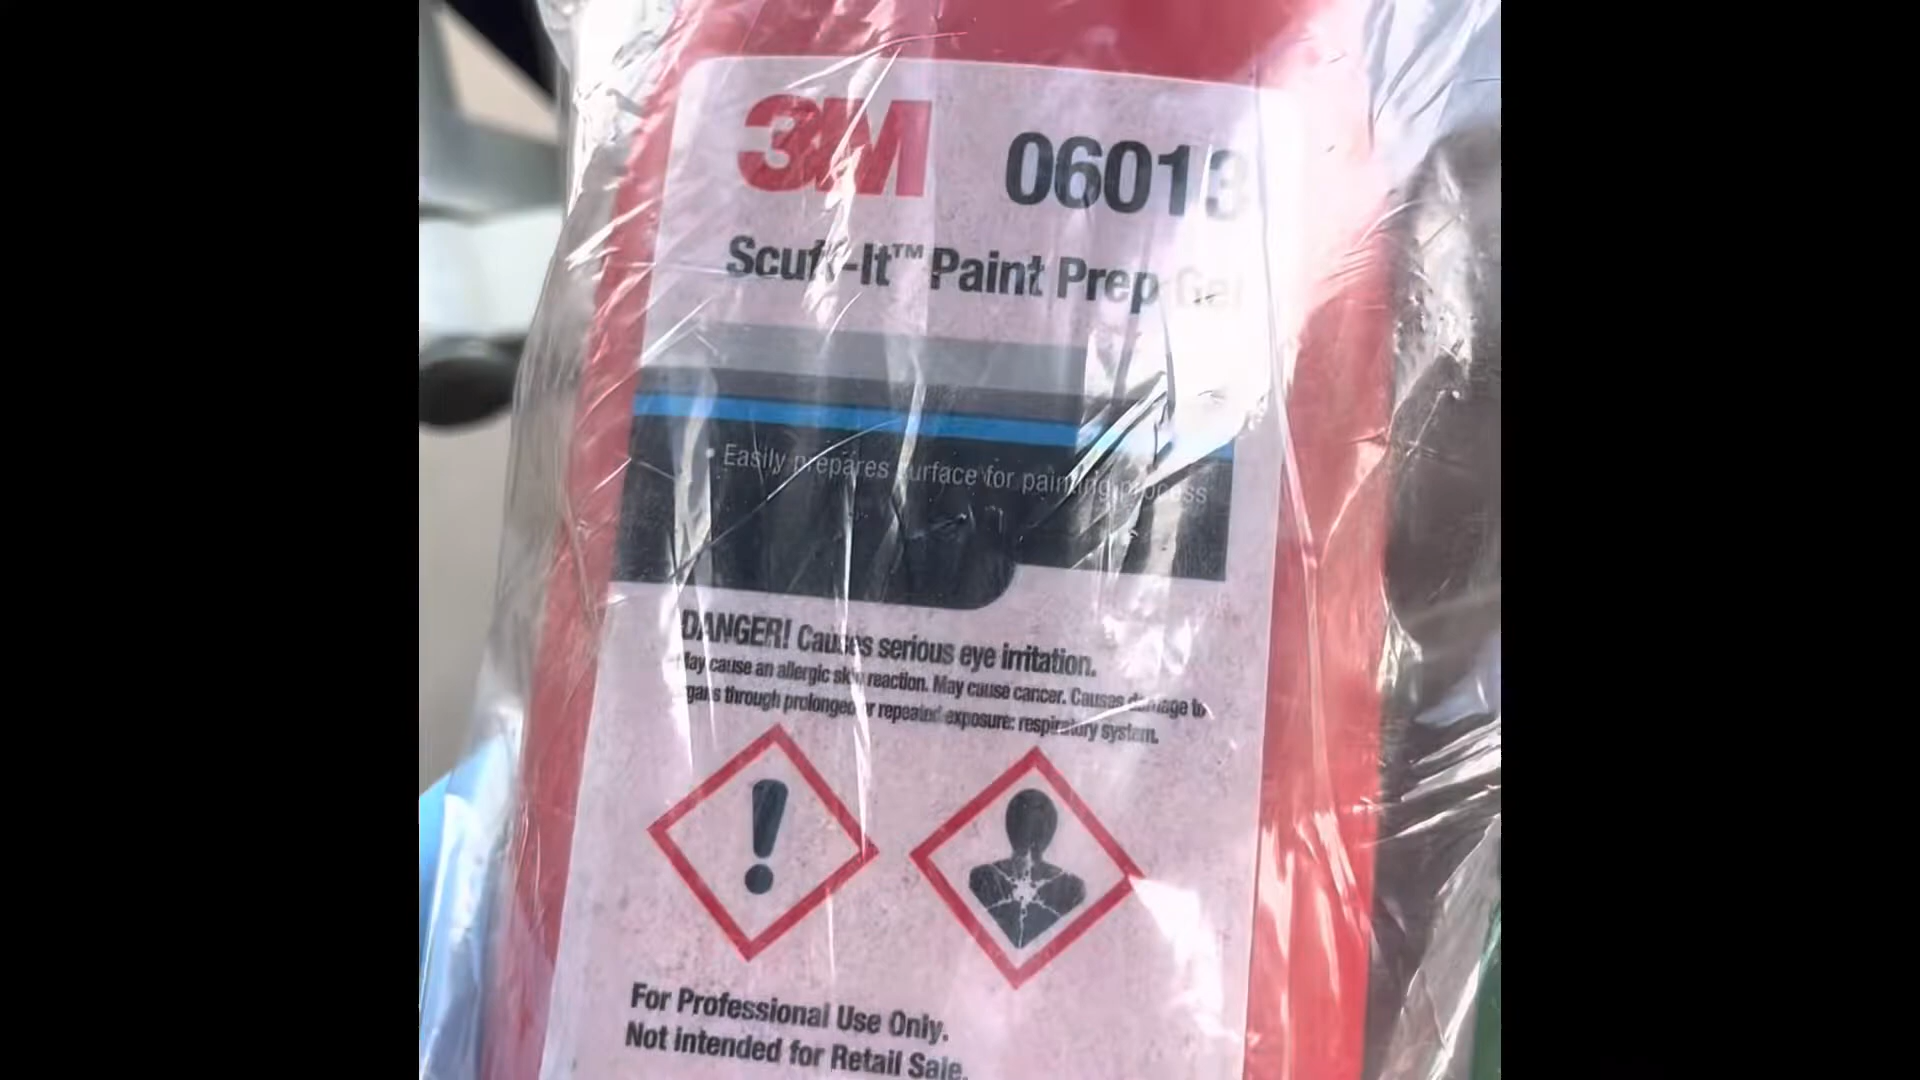 3M 06013
Scuff-It™ Paint Prep Gel
• Easily prepares surface for painting process
DANGER! Causes serious eye irritation.
May cause an allergic skin reaction. May cause cancer. Causes damage to
organs through prolonged or repeated exposure: respiratory system.
For Professional Use Only.
Not intended for Retail Sale.